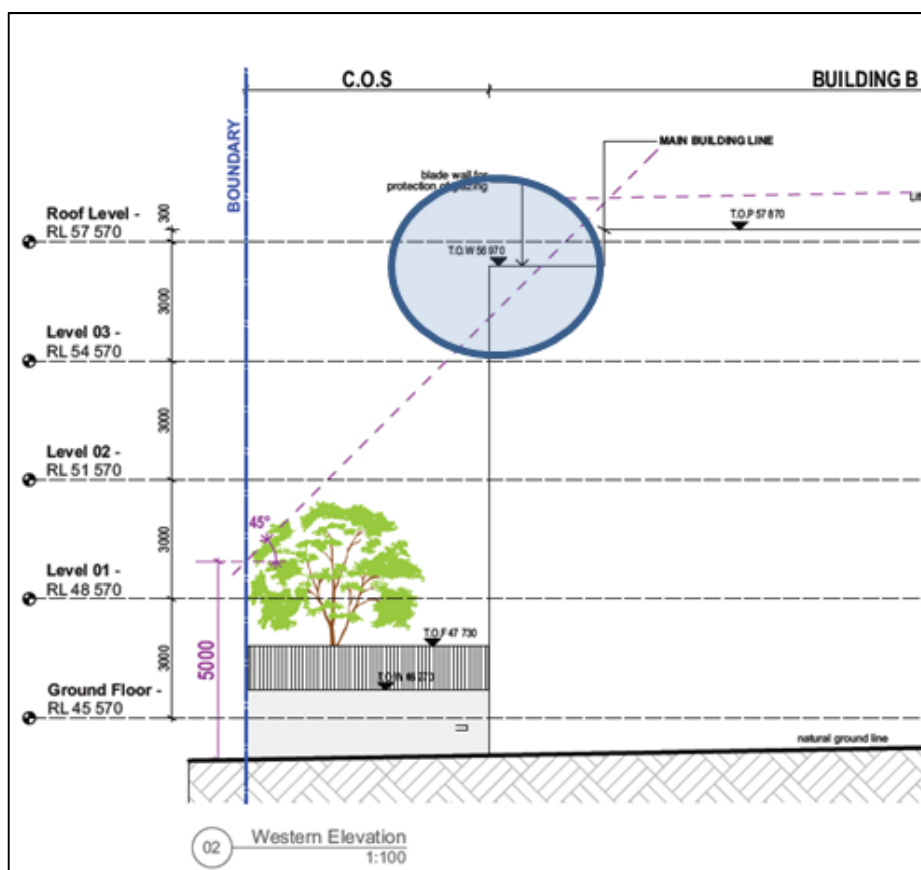 C.O.S
BUILDING B
BOUNDARY
MAIN BUILDING LINE
blade wall for
protection of glazing
Roof Level -
RL 57 570
300
T.O.P 57 870
T.O.W 56 970
3000
Level 03 -
RL 54 570
3000
Level 02 -
RL 51 570
3000
45°
Level 01 -
RL 48 570
5000
T.O.F 47 730
3000
T.O.W 46 270
Ground Floor -
RL 45 570
natural ground line
02
Western Elevation
1:100